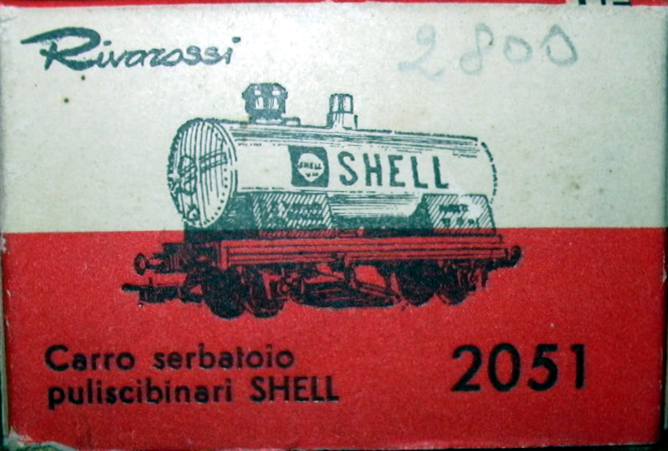 Rivarossi
2800
SHELL
SHELL
Carro serbatoio
puliscibinari SHELL
2051